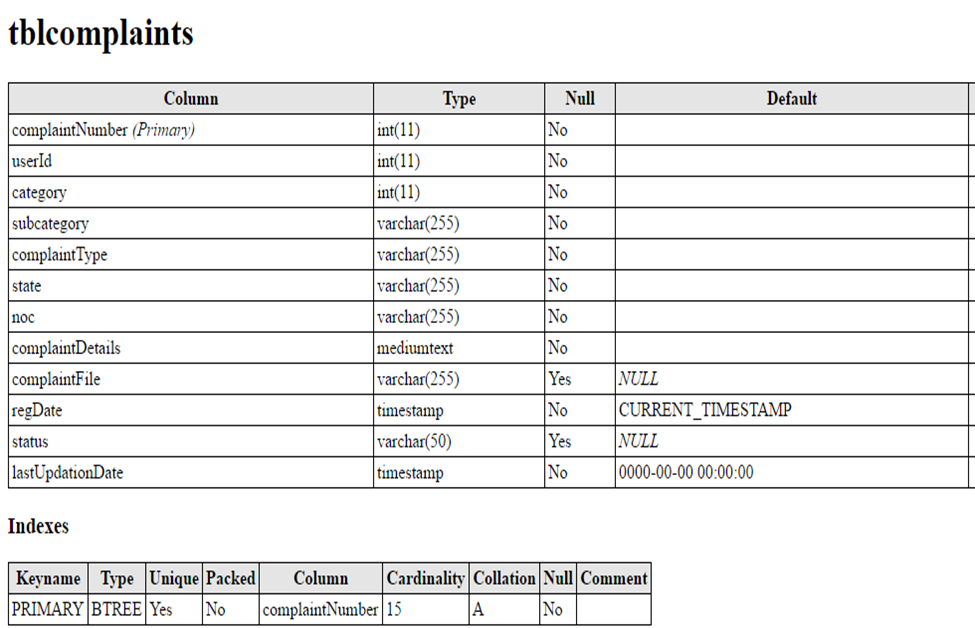 tblcomplaints
Column Type Null Default
complaintNumber (Primary) int(11) No
userId int(11) No
category int(11) No
subcategory varchar(255) No
complaintType varchar(255) No
state varchar(255) No
noc varchar(255) No
complaintDetails mediumtext No
complaintFile varchar(255) Yes NULL
regDate timestamp No CURRENT_TIMESTAMP
status varchar(50) Yes NULL
lastUpdationDate timestamp No 0000-00-00 00:00:00
Indexes
Keyname Type Unique Packed Column Cardinality Collation Null Comment
PRIMARY BTREE Yes No complaintNumber 15 A No